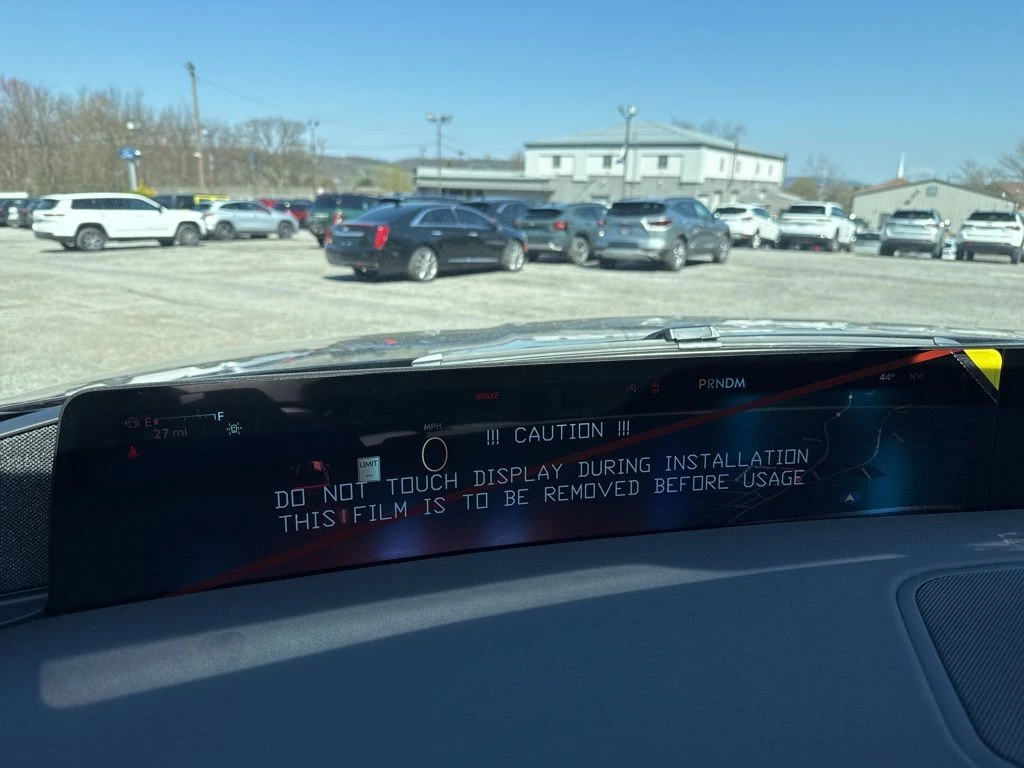 E F
27 mi
BRAKE
PRNDM
44° NW
MPH
LIMIT
--
0
!!! CAUTION !!!
DO NOT TOUCH DISPLAY DURING INSTALLATION
THIS FILM IS TO BE REMOVED BEFORE USAGE